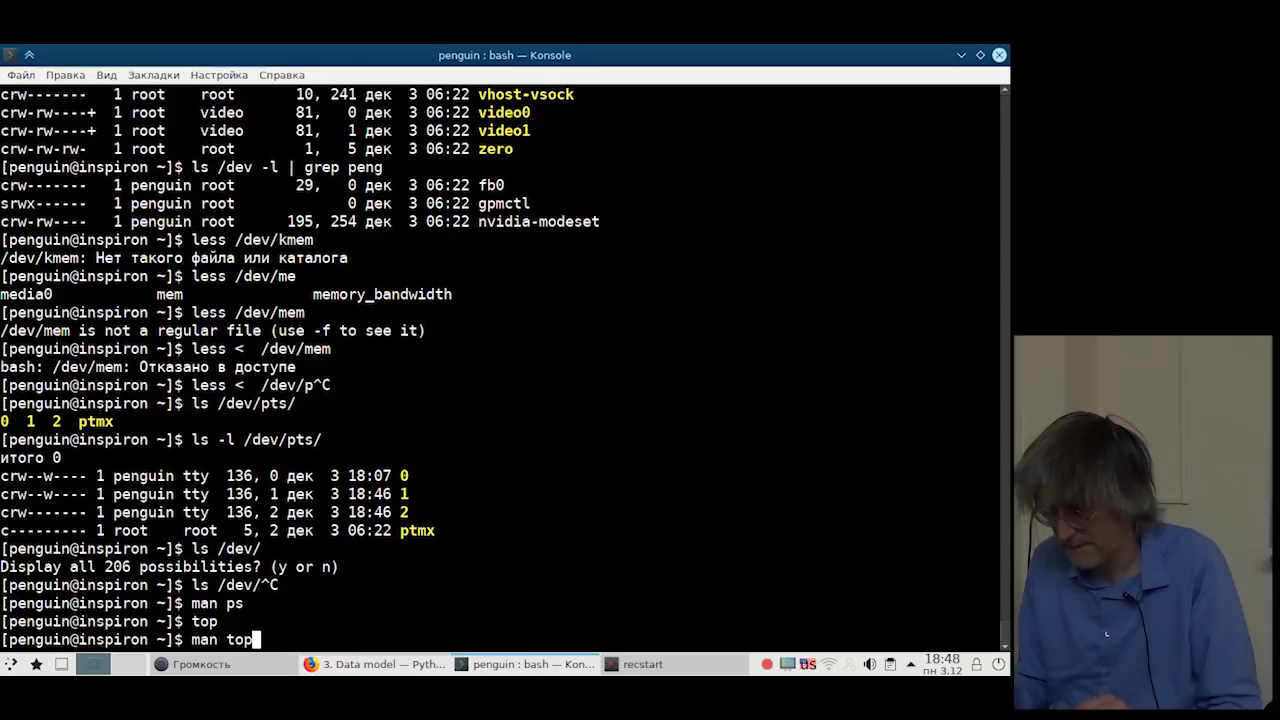 penguin : bash — Konsole
Файл Правка Вид Закладки Настройка Справка
crw------- 1 root root 10, 241 дек 3 06:22 vhost-vsock
crw-rw----+ 1 root video 81, 0 дек 3 06:22 video0
crw-rw----+ 1 root video 81, 1 дек 3 06:22 video1
crw-rw-rw- 1 root root 1, 5 дек 3 06:22 zero
[penguin@inspiron ~]$ ls /dev -l | grep peng
crw------- 1 penguin root 29, 0 дек 3 06:22 fb0
srwx------ 1 penguin root 0 дек 3 06:22 gpmctl
crw-rw---- 1 penguin root 195, 254 дек 3 06:22 nvidia-modeset
[penguin@inspiron ~]$ less /dev/kmem
/dev/kmem: Нет такого файла или каталога
[penguin@inspiron ~]$ less /dev/me
media0 mem memory_bandwidth
[penguin@inspiron ~]$ less /dev/mem
/dev/mem is not a regular file (use -f to see it)
[penguin@inspiron ~]$ less < /dev/mem
bash: /dev/mem: Отказано в доступе
[penguin@inspiron ~]$ less < /dev/p^C
[penguin@inspiron ~]$ ls /dev/pts/
0 1 2 ptmx
[penguin@inspiron ~]$ ls -l /dev/pts/
итого 0
crw--w---- 1 penguin tty 136, 0 дек 3 18:07 0
crw--w---- 1 penguin tty 136, 1 дек 3 18:46 1
crw------- 1 penguin tty 136, 2 дек 3 18:46 2
c--------- 1 root root 5, 2 дек 3 06:22 ptmx
[penguin@inspiron ~]$ ls /dev/
Display all 206 possibilities? (y or n)
[penguin@inspiron ~]$ ls /dev/^C
[penguin@inspiron ~]$ man ps
[penguin@inspiron ~]$ top
[penguin@inspiron ~]$ man top
Громкость 3. Data model — Pyth... penguin : bash — Kon... recstart us 18:48
пн 3.12